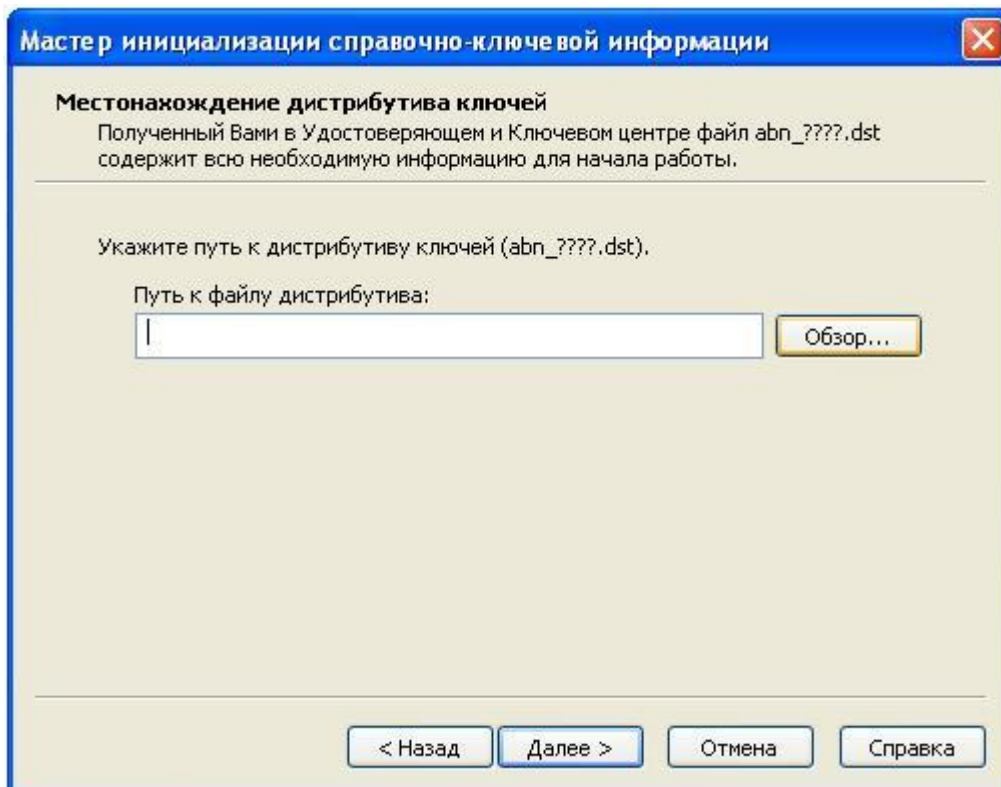 Мастер инициализации справочно-ключевой информации
Местонахождение дистрибутива ключей
Полученный Вами в Удостоверяющем и Ключевом центре файл abn_????.dst
содержит всю необходимую информацию для начала работы.
Укажите путь к дистрибутиву ключей (abn_????.dst).
Путь к файлу дистрибутива:
Обзор...
< Назад Далее > Отмена Справка